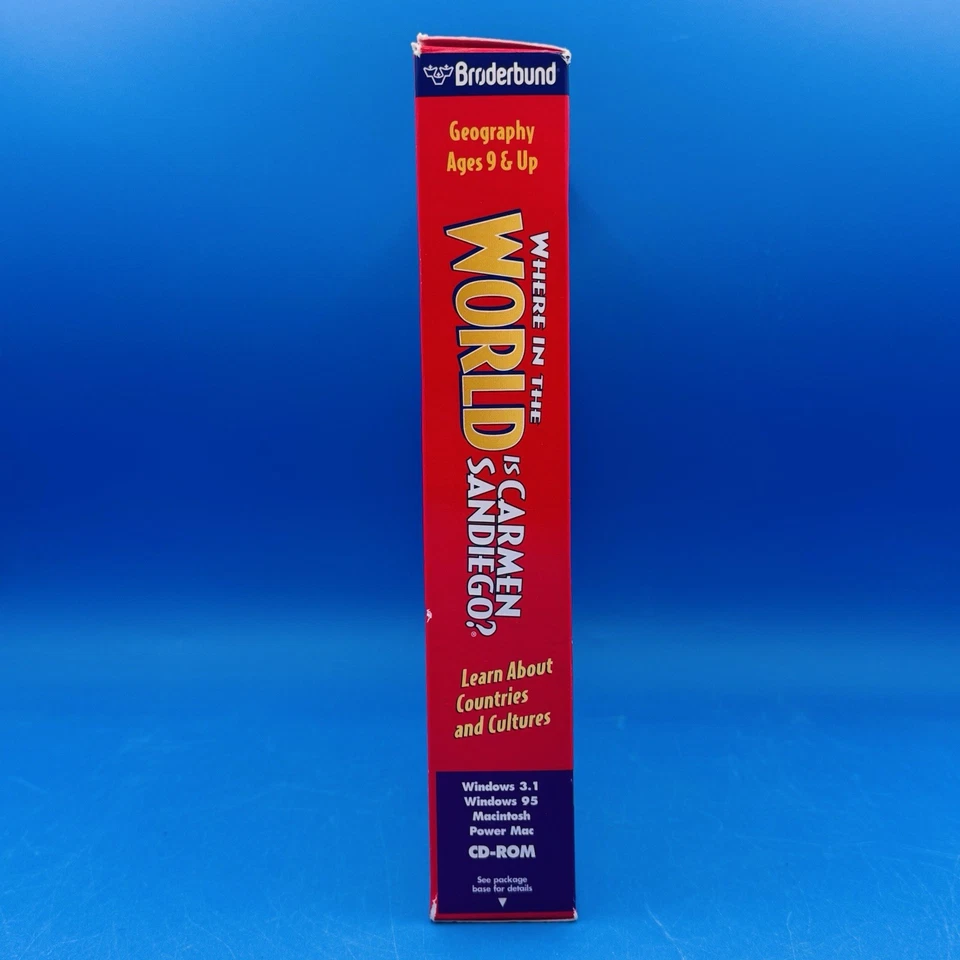 Brøderbund
Geography
Ages 9 & Up
WHERE IN THE
WORLD
IS CARMEN
SANDIEGO?®
Learn About
Countries
and Cultures
Windows 3.1
Windows 95
Macintosh
Power Mac
CD-ROM
See package
base for details